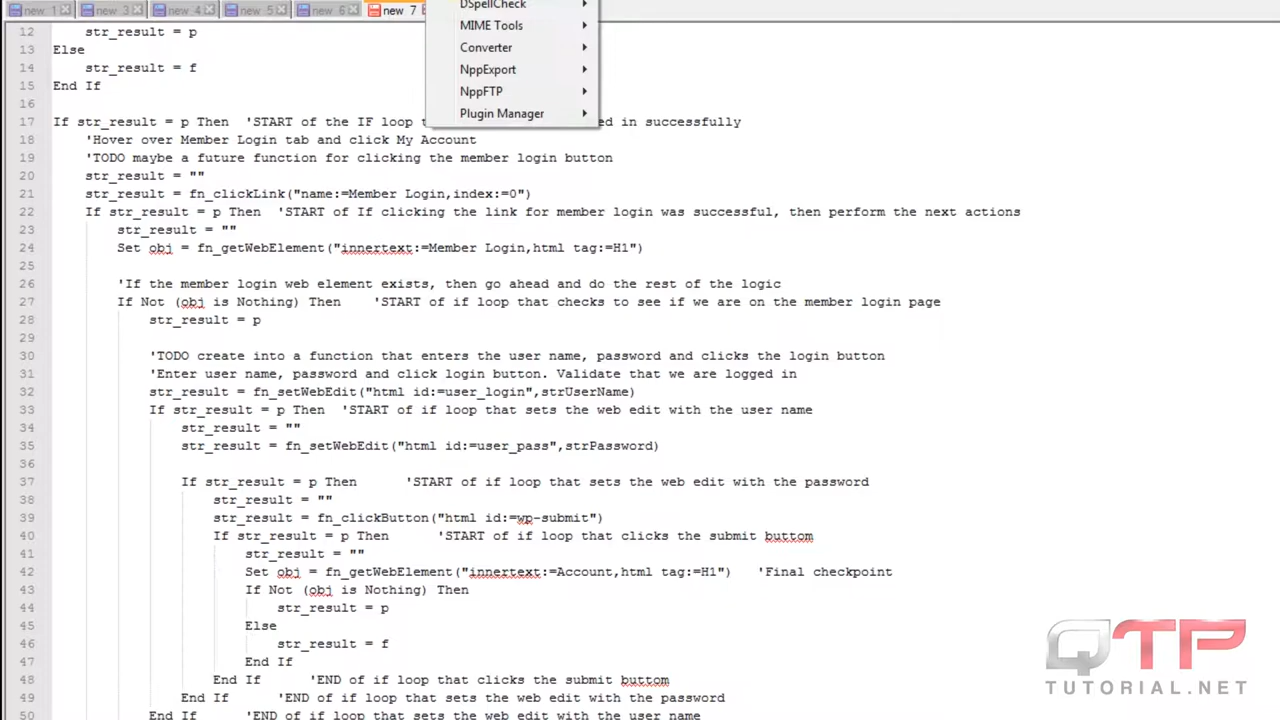 new 1 new 3 new 4 new 5 new 6 new 7
DSpellCheck
MIME Tools
Converter
NppExport
NppFTP
Plugin Manager
12 str_result = p
13 Else
14 str_result = f
15 End If
16
17 If str_result = p Then 'START of the IF loop ed in successfully
18 'Hover over Member Login tab and click My Account
19 'TODO maybe a future function for clicking the member login button
20 str_result = ""
21 str_result = fn_clickLink("name:=Member Login,index:=0")
22 If str_result = p Then 'START of If clicking the link for member login was successful, then perform the next actions
23 str_result = ""
24 Set obj = fn_getWebElement("innertext:=Member Login,html tag:=H1")
25
26 'If the member login web element exists, then go ahead and do the rest of the logic
27 If Not (obj is Nothing) Then 'START of if loop that checks to see if we are on the member login page
28 str_result = p
29
30 'TODO create into a function that enters the user name, password and clicks the login button
31 'Enter user name, password and click login button. Validate that we are logged in
32 str_result = fn_setWebEdit("html id:=user_login",strUserName)
33 If str_result = p Then 'START of if loop that sets the web edit with the user name
34 str_result = ""
35 str_result = fn_setWebEdit("html id:=user_pass",strPassword)
36
37 If str_result = p Then 'START of if loop that sets the web edit with the password
38 str_result = ""
39 str_result = fn_clickButton("html id:=wp-submit")
40 If str_result = p Then 'START of if loop that clicks the submit buttom
41 str_result = ""
42 Set obj = fn_getWebElement("innertext:=Account,html tag:=H1") 'Final checkpoint
43 If Not (obj is Nothing) Then
44 str_result = p
45 Else
46 str_result = f
47 End If
48 End If 'END of if loop that clicks the submit buttom
49 End If 'END of if loop that sets the web edit with the password
50 End If 'END of if loop that sets the web edit with the user name
QTP
TUTORIAL.NET